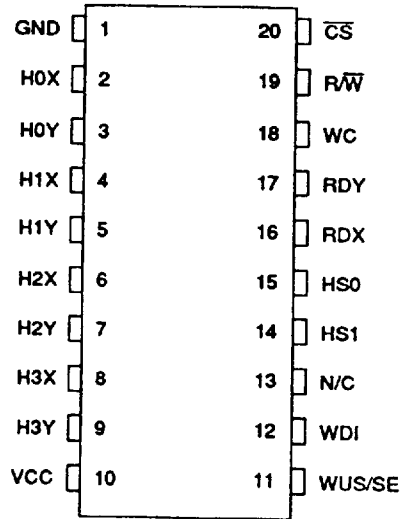 GND 1 20 C̅S̅
H0X 2 19 R/W̅
H0Y 3 18 WC
H1X 4 17 RDY
H1Y 5 16 RDX
H2X 6 15 HS0
H2Y 7 14 HS1
H3X 8 13 N/C
H3Y 9 12 WDI
VCC 10 11 WUS/SE